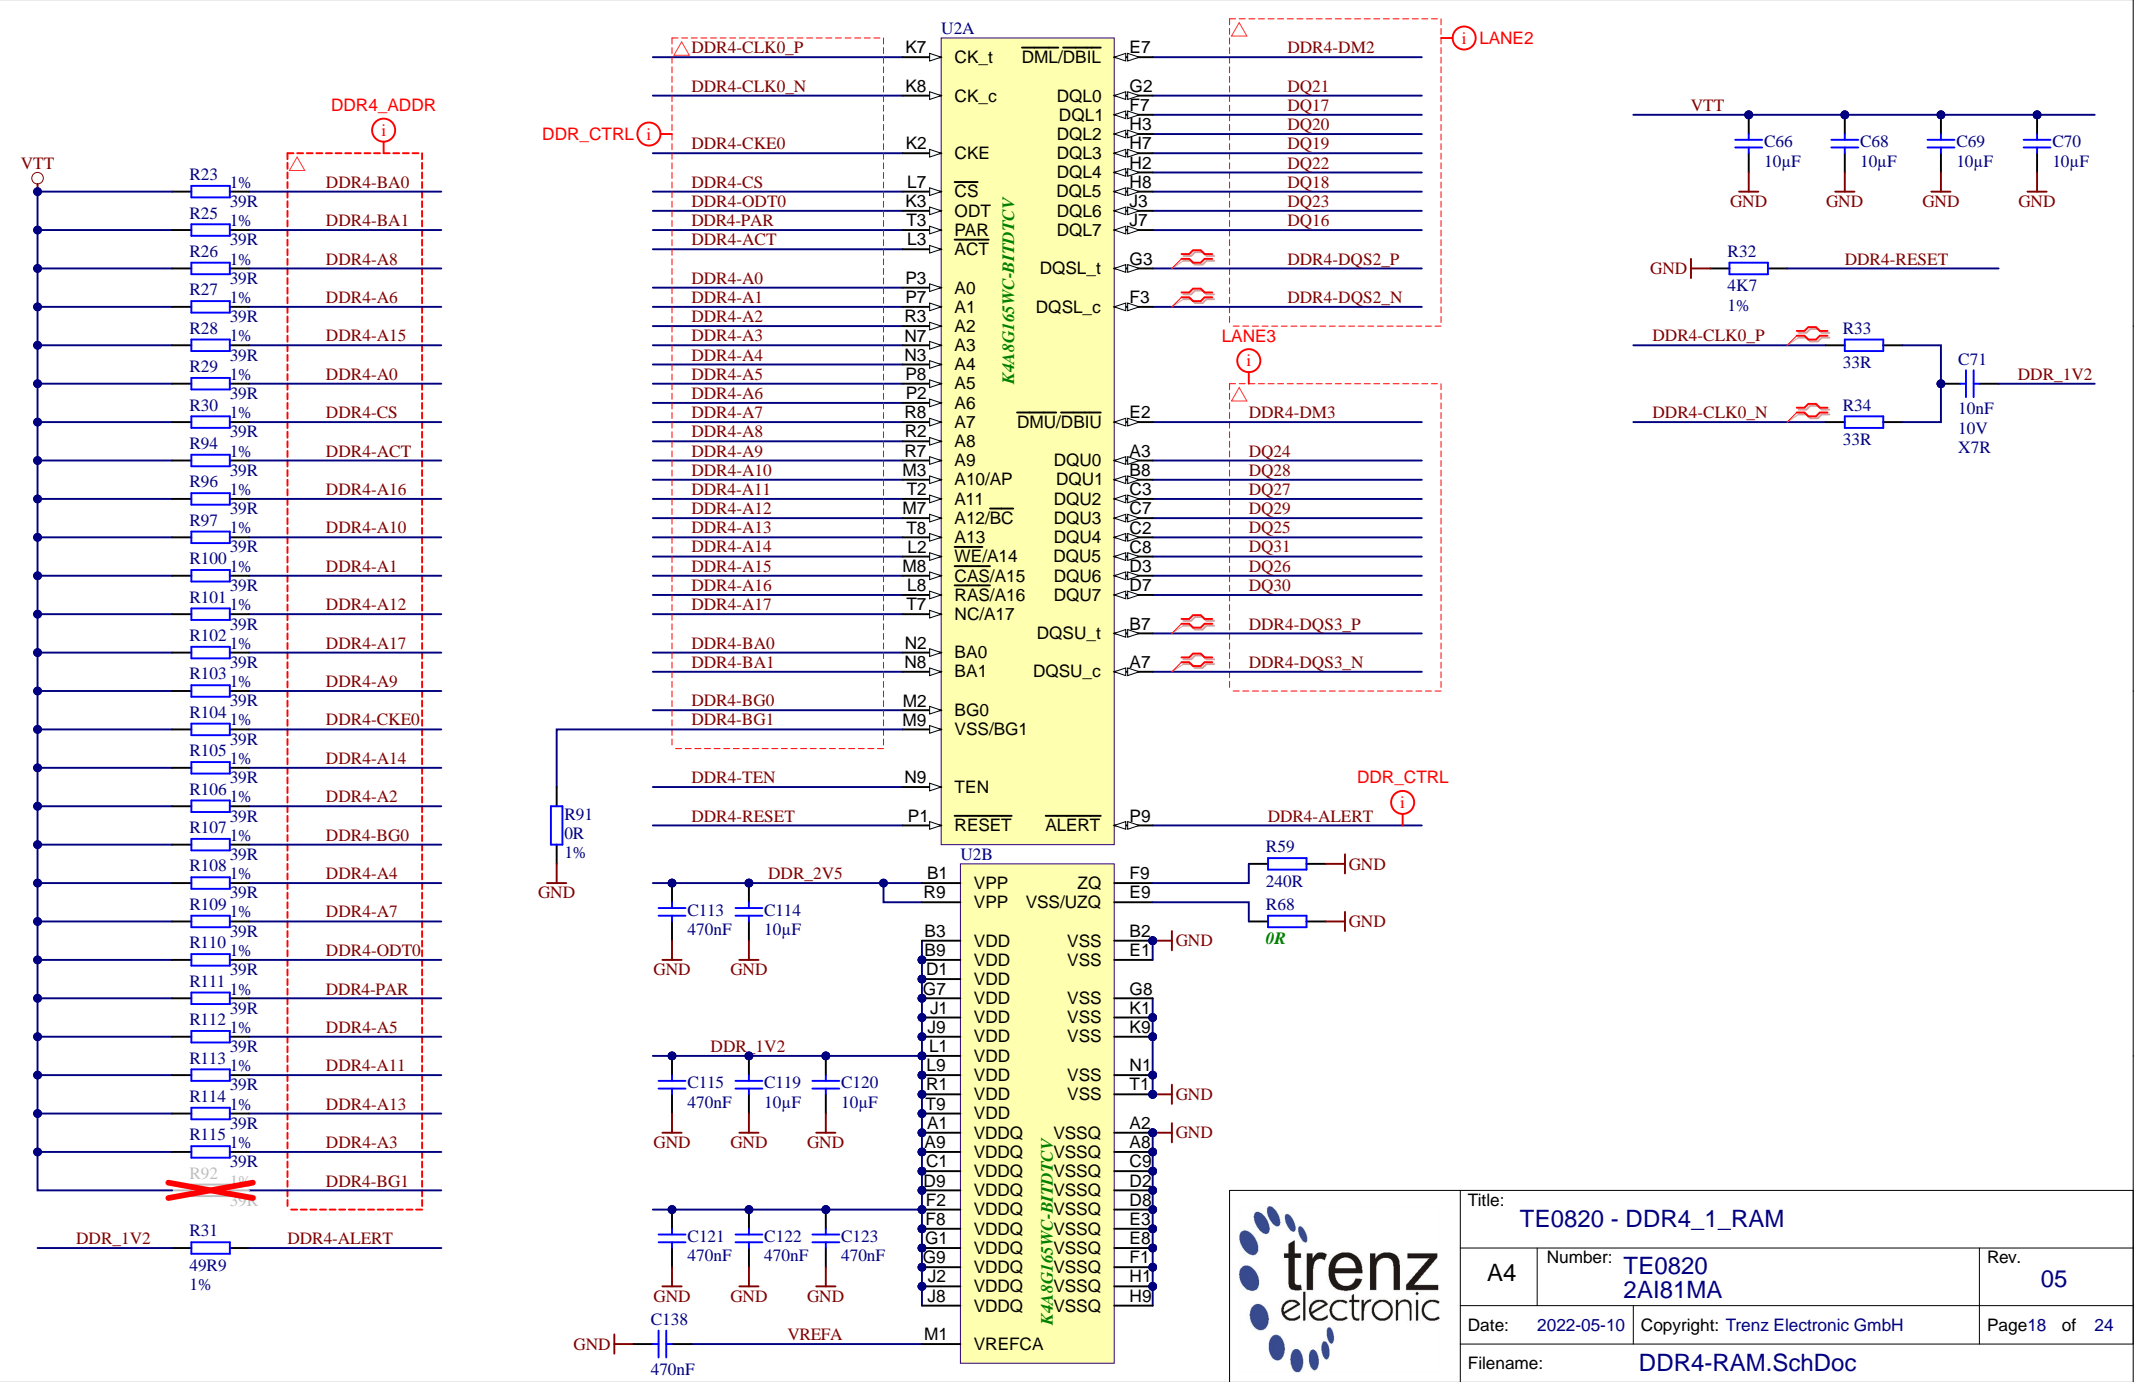 DDR4_ADDR
VTT
R23 1% 39R DDR4-BA0
R25 1% 39R DDR4-BA1
R26 1% 39R DDR4-A8
R27 1% 39R DDR4-A6
R28 1% 39R DDR4-A15
R29 1% 39R DDR4-A0
R30 1% 39R DDR4-CS
R94 1% 39R DDR4-ACT
R96 1% 39R DDR4-A16
R97 1% 39R DDR4-A10
R100 1% 39R DDR4-A1
R101 1% 39R DDR4-A12
R102 1% 39R DDR4-A17
R103 1% 39R DDR4-A9
R104 1% 39R DDR4-CKE0
R105 1% 39R DDR4-A14
R106 1% 39R DDR4-A2
R107 1% 39R DDR4-BG0
R108 1% 39R DDR4-A4
R109 1% 39R DDR4-A7
R110 1% 39R DDR4-ODT0
R111 1% 39R DDR4-PAR
R112 1% 39R DDR4-A5
R113 1% 39R DDR4-A11
R114 1% 39R DDR4-A13
R115 1% 39R DDR4-A3
R92 1% 39R DDR4-BG1
DDR_1V2 R31 DDR4-ALERT
49R9
1%
U2A
DDR_CTRL
DDR4-CLK0_P K7 CK_t
DDR4-CLK0_N K8 CK_c
DDR4-CKE0 K2 CKE
DDR4-CS L7 CS
DDR4-ODT0 K3 ODT
DDR4-PAR T3 PAR
DDR4-ACT L3 ACT
DDR4-A0 P3 A0
DDR4-A1 P7 A1
DDR4-A2 R3 A2
DDR4-A3 N7 A3
DDR4-A4 N3 A4
DDR4-A5 P8 A5
DDR4-A6 P2 A6
DDR4-A7 R8 A7
DDR4-A8 R2 A8
DDR4-A9 R7 A9
DDR4-A10 M3 A10/AP
DDR4-A11 T2 A11
DDR4-A12 M7 A12/BC
DDR4-A13 T8 A13
DDR4-A14 L2 WE/A14
DDR4-A15 M8 CAS/A15
DDR4-A16 L8 RAS/A16
DDR4-A17 T7 NC/A17
DDR4-BA0 N2 BA0
DDR4-BA1 N8 BA1
DDR4-BG0 M2 BG0
DDR4-BG1 M9 VSS/BG1
DDR4-TEN N9 TEN
DDR4-RESET P1 RESET
R91
0R
1%
GND
K4A8G165WC-BITDTCV
LANE2
DML/DBIL E7 DDR4-DM2
DQL0 G2 DQ21
DQL1 F7 DQ17
DQL2 H3 DQ20
DQL3 H7 DQ19
DQL4 H2 DQ22
DQL5 H8 DQ18
DQL6 J3 DQ23
DQL7 J7 DQ16
DQSL_t G3 DDR4-DQS2_P
DQSL_c F3 DDR4-DQS2_N
LANE3
DMU/DBIU E2 DDR4-DM3
DQU0 A3 DQ24
DQU1 B8 DQ28
DQU2 C3 DQ27
DQU3 C7 DQ29
DQU4 C2 DQ25
DQU5 C8 DQ31
DQU6 D3 DQ26
DQU7 D7 DQ30
DQSU_t B7 DDR4-DQS3_P
DQSU_c A7 DDR4-DQS3_N
DDR_CTRL
ALERT P9 DDR4-ALERT
U2B
DDR_2V5 B1 VPP
R9 VPP
C113 470nF GND
C114 10µF GND
B3 VDD
B9 VDD
D1 VDD
G7 VDD
J1 VDD
J9 VDD
DDR_1V2 L1 VDD
L9 VDD
R1 VDD
T9 VDD
C115 470nF GND
C119 10µF GND
C120 10µF GND
A1 VDDQ
A9 VDDQ
C1 VDDQ
D9 VDDQ
F2 VDDQ
F8 VDDQ
G1 VDDQ
G9 VDDQ
J2 VDDQ
J8 VDDQ
C121 470nF GND
C122 470nF GND
C123 470nF GND
GND C138 470nF VREFA M1 VREFCA
K4A8G165WC-BITDTCV
ZQ F9 R59 240R GND
VSS/UZQ E9 R68 0R GND
VSS B2 GND
VSS E1
VSS G8
VSS K1
VSS K9
VSS N1
VSS T1 GND
VSSQ A2 GND
VSSQ A8
VSSQ C9
VSSQ D2
VSSQ D8
VSSQ E3
VSSQ E8
VSSQ F1
VSSQ H1
VSSQ H9
VTT
C66 10µF GND
C68 10µF GND
C69 10µF GND
C70 10µF GND
GND R32 DDR4-RESET
4K7
1%
DDR4-CLK0_P R33 33R
DDR4-CLK0_N R34 33R
C71 DDR_1V2
10nF
10V
X7R
trenz
electronic
Title:
TE0820 - DDR4_1_RAM
A4
Number: TE0820
2AI81MA
Rev.
05
Date: 2022-05-10 Copyright: Trenz Electronic GmbH Page18 of 24
Filename: DDR4-RAM.SchDoc